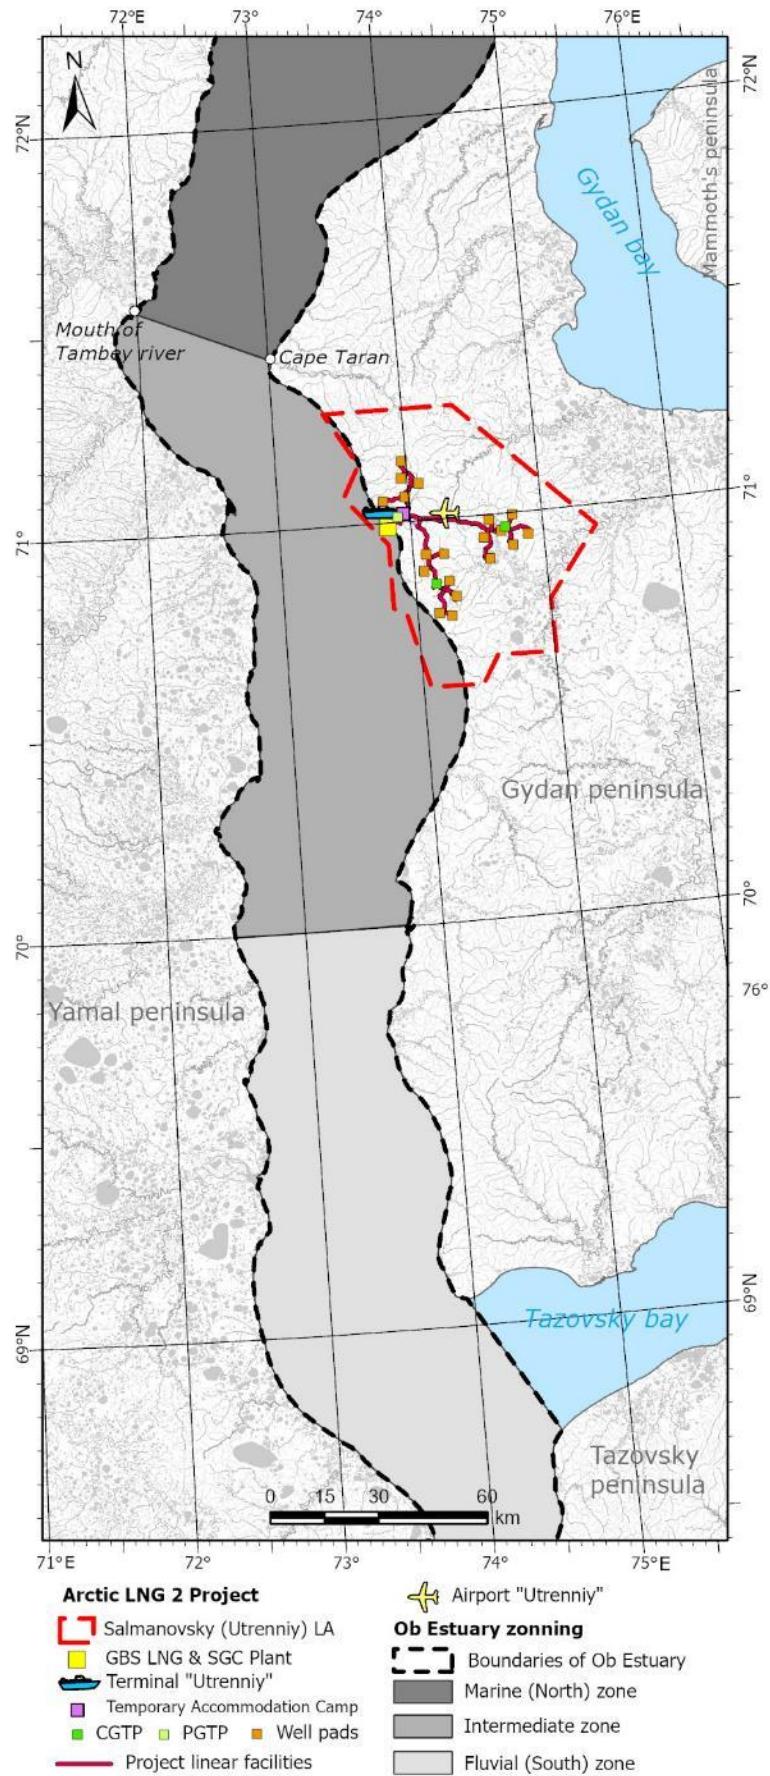 72°E 73°E 74°E 75°E 76°E
N
72°N
72°N
Mammoth's peninsula
Gydan bay
Mouth of
Tambey river
Cape Taran
71°
71°
Gydan peninsula
70°
70°
76°
Yamal peninsula
69°N
69°N
Tazovsky bay
Tazovsky
peninsula
0 15 30 60
km
71°E 72°E 73°E 74°E 75°E
Arctic LNG 2 Project
Salmanovsky (Utrenniy) LA
GBS LNG & SGC Plant
Terminal "Utrenniy"
Temporary Accommodation Camp
CGTP PGTP Well pads
Project linear facilities
Airport "Utrenniy"
Ob Estuary zonning
Boundaries of Ob Estuary
Marine (North) zone
Intermediate zone
Fluvial (South) zone